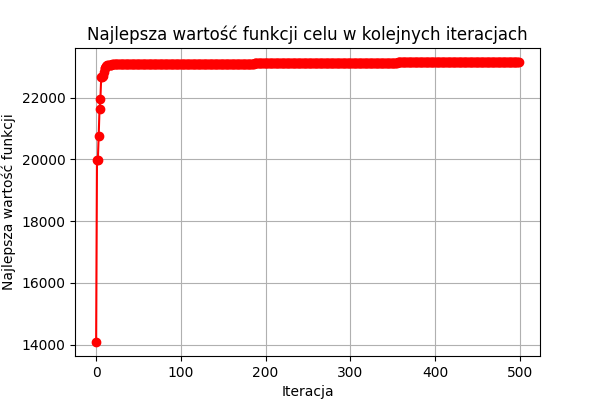 Najlepsza wartość funkcji celu w kolejnych iteracjach
Najlepsza wartość funkcji
22000
20000
18000
16000
14000
0 100 200 300 400 500
Iteracja